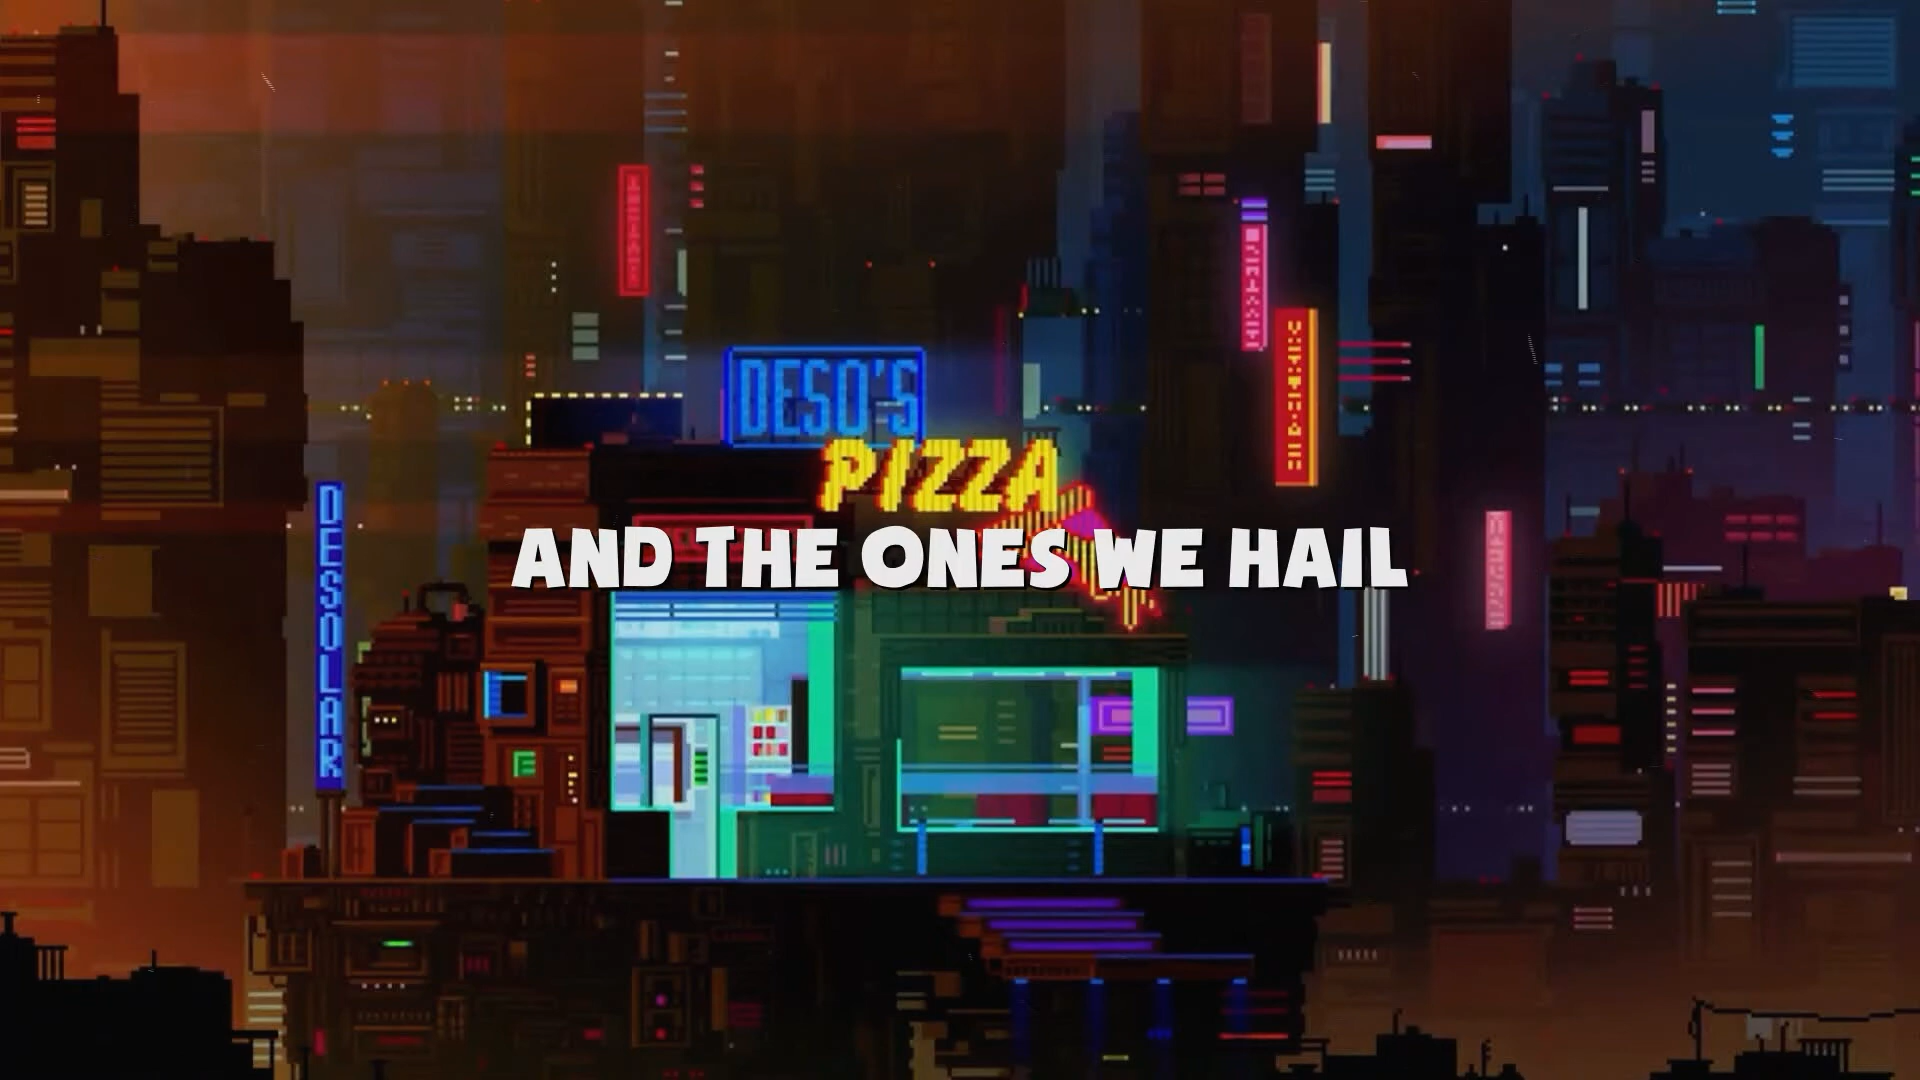 DESO'S
PIZZA
AND THE ONES WE HAIL
DESOLAR